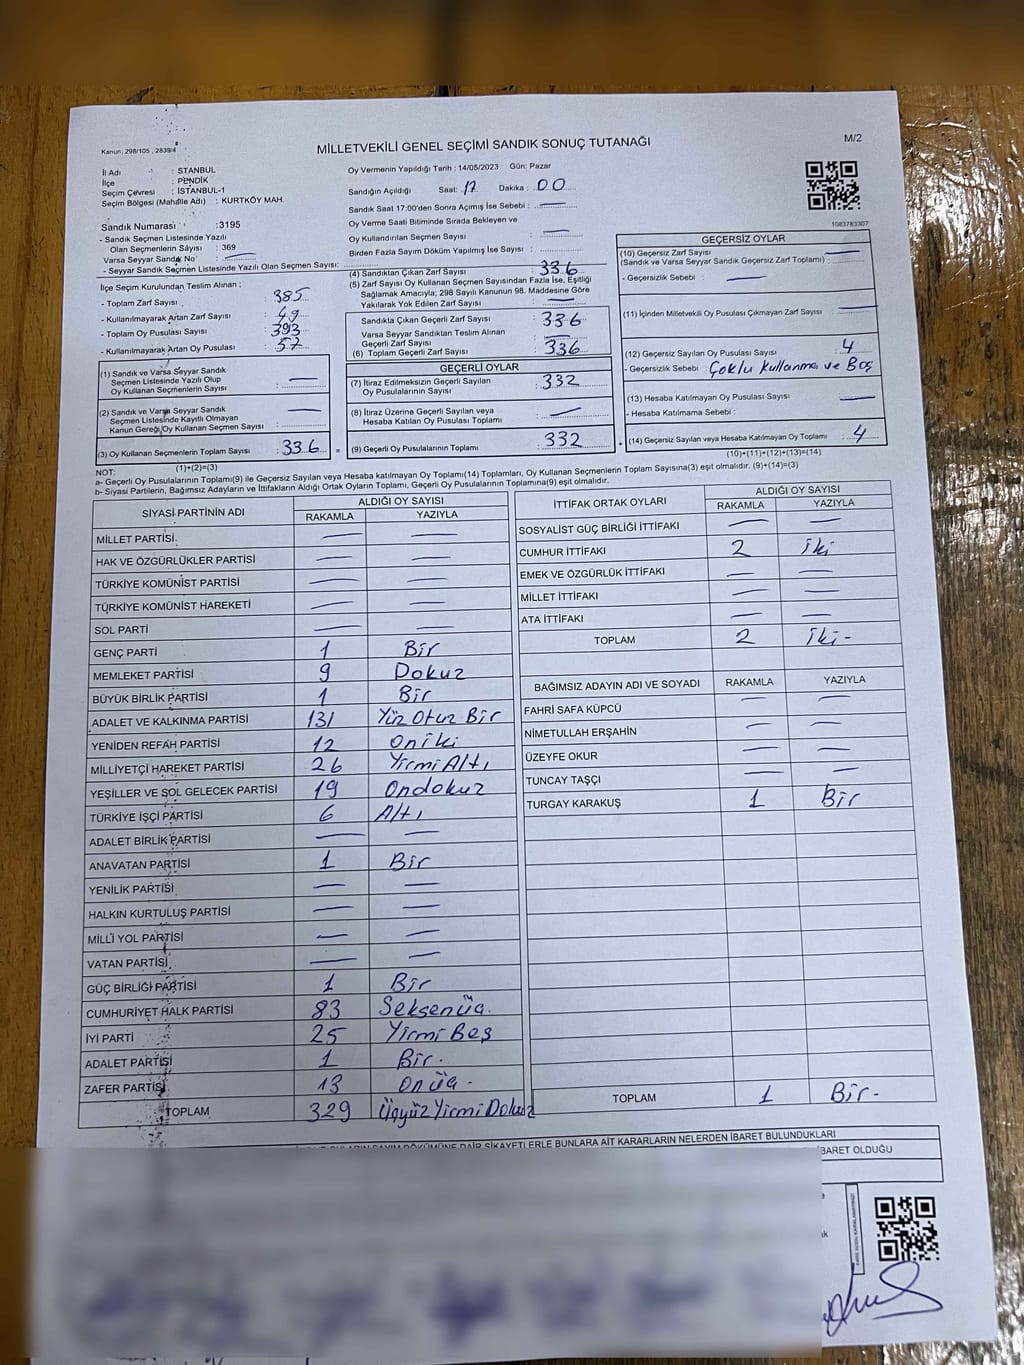 Kanun: 298/105 , 2839/4
MİLLETVEKİLİ GENEL SEÇİMİ SANDIK SONUÇ TUTANAĞI
M/2
İl Adı : STANBUL
İlçe : PENDİK
Seçim Çevresi : İSTANBUL-1
Seçim Bölgesi (Mahalle Adı) : KURTKÖY MAH.
Oy Vermenin Yapıldığı Tarih : 14/05/2023 Gün: Pazar
Sandığın Açıldığı Saat: 17 Dakika : 00
Sandık Saat 17:00'den Sonra Açımış İse Sebebi : —
Oy Verme Saati Bitiminde Sırada Bekleyen ve
Oy Kullandırılan Seçmen Sayısı : —
Birden Fazla Sayım Döküm Yapılmış İse Sayısı :
1083783307
Sandık Numarası : 3195
- Sandık Seçmen Listesinde Yazılı
Olan Seçmenlerin Sayısı : 369
Varsa Seyyar Sandık No : —
- Seyyar Sandık Seçmen Listesinde Yazılı Olan Seçmen Sayısı:
İlçe Seçim Kurulundan Teslim Alınan ;
- Toplam Zarf Sayısı : 385
- Kullanılmayarak Artan Zarf Sayısı : 49
- Toplam Oy Pusulası Sayısı : 393
- Kullanılmayarak Artan Oy Pusulası : 57
(1) Sandık ve Varsa Seyyar Sandık
Seçmen Listesinde Yazılı Olup
Oy Kullanan Seçmenlerin Sayısı : —
(2) Sandık ve Varsa Seyyar Sandık
Seçmen Listesinde Kayıtlı Olmayan
Kanun Gereği Oy Kullanan Seçmen Sayısı : —
(3) Oy Kullanan Seçmenlerin Toplam Sayısı : 336
(1)+(2)=(3)
(4) Sandıktan Çıkan Zarf Sayısı : 336
(5) Zarf Sayısı Oy Kullanan Seçmen Sayısından Fazla İse, Eşitliği
Sağlamak Amacıyla; 298 Sayılı Kanunun 98. Maddesine Göre
Yakılarak Yok Edilen Zarf Sayısı : —
Sandıkta Çıkan Geçerli Zarf Sayısı : 336
Varsa Seyyar Sandıktan Teslim Alınan
Geçerli Zarf Sayısı : —
(6) Toplam Geçerli Zarf Sayısı : 336
GEÇERLİ OYLAR
(7) İtiraz Edilmeksizin Geçerli Sayılan
Oy Pusulalarının Sayısı : 332
(8) İtiraz Üzerine Geçerli Sayılan veya
Hesaba Katılan Oy Pusulası Toplamı : —
= (9) Geçerli Oy Pusulalarının Toplamı : 332
GEÇERSİZ OYLAR
(10) Geçersiz Zarf Sayısı
(Sandık ve Varsa Seyyar Sandık Geçersiz Zarf Toplamı) : —
- Geçersizlik Sebebi : —
(11) İçinden Milletvekili Oy Pusulası Çıkmayan Zarf Sayısı : —
(12) Geçersiz Sayılan Oy Pusulası Sayısı : 4
- Geçersizlik Sebebi : Çoklu kullanma ve Boş
(13) Hesaba Katılmayan Oy Pusulası Sayısı : —
- Hesaba Katılmama Sebebi :
+ (14) Geçersiz Sayılan veya Hesaba Katılmayan Oy Toplamı : 4
(10)+(11)+(12)+(13)=(14)
NOT:
a- Geçerli Oy Pusulalarının Toplamı(9) ile Geçersiz Sayılan veya Hesaba katılmayan Oy Toplamı(14) Toplamları, Oy Kullanan Seçmenlerin Toplam Sayısına(3) eşit olmalıdır. (9)+(14)=(3)
b- Siyasi Partilerin, Bağımsız Adayların ve İttifakların Aldığı Ortak Oyların Toplamı, Geçerli Oy Pusulalarının Toplamına(9) eşit olmalıdır.
SİYASİ PARTİNİN ADI ALDIĞI OY SAYISI
RAKAMLA YAZIYLA
MİLLET PARTİSİ — —
HAK VE ÖZGÜRLÜKLER PARTİSİ — —
TÜRKİYE KOMÜNİST PARTİSİ — —
TÜRKİYE KOMÜNİST HAREKETİ — —
SOL PARTİ — —
GENÇ PARTİ 1 Bir
MEMLEKET PARTİSİ 9 Dokuz
BÜYÜK BİRLİK PARTİSİ 1 Bir
ADALET VE KALKINMA PARTİSİ 131 Yüz Otuz Bir
YENİDEN REFAH PARTİSİ 12 Oniki
MİLLİYETÇİ HAREKET PARTİSİ 26 Yirmi Altı
YEŞİLLER VE SOL GELECEK PARTİSİ 19 Ondokuz
TÜRKİYE İŞÇİ PARTİSİ 6 Altı
ADALET BİRLİK PARTİSİ — —
ANAVATAN PARTİSİ 1 Bir
YENİLİK PARTİSİ — —
HALKIN KURTULUŞ PARTİSİ — —
MİLLİ YOL PARTİSİ — —
VATAN PARTİSİ — —
GÜÇ BİRLİĞİ PARTİSİ 1 Bir
CUMHURİYET HALK PARTİSİ 83 Seksenüç.
İYİ PARTİ 25 Yirmi Beş
ADALET PARTİSİ 1 Bir.
ZAFER PARTİSİ 13 Onüç -
TOPLAM 329 Üçyüz Yirmi Dokuz
İTTİFAK ORTAK OYLARI ALDIĞI OY SAYISI
RAKAMLA YAZIYLA
SOSYALİST GÜÇ BİRLİĞİ İTTİFAKI — —
CUMHUR İTTİFAKI 2 iki
EMEK VE ÖZGÜRLÜK İTTİFAKI — —
MİLLET İTTİFAKI — —
ATA İTTİFAKI — —
TOPLAM 2 iki -
BAĞIMSIZ ADAYIN ADI VE SOYADI RAKAMLA YAZIYLA
FAHRİ SAFA KÜPCÜ — —
NİMETULLAH ERŞAHİN — —
ÜZEYFE OKUR — —
TUNCAY TAŞÇI — —
TURGAY KARAKUŞ 1 Bir
TOPLAM 1 Bir-
SAYIM DÖKÜMÜNE DAİR ŞİKAYETLERLE BUNLARA AİT KARARLARIN NELERDEN İBARET BULUNDUKLARI
İBARET OLDUĞU